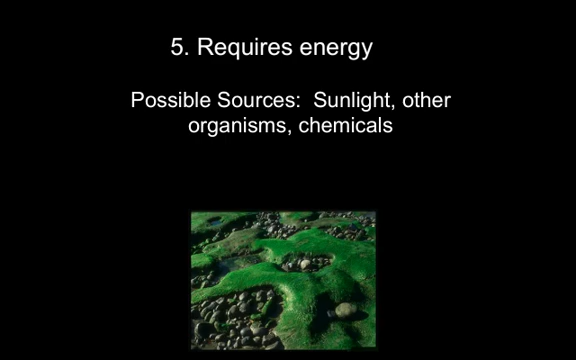 5. Requires energy
Possible Sources:  Sunlight, other
organisms, chemicals